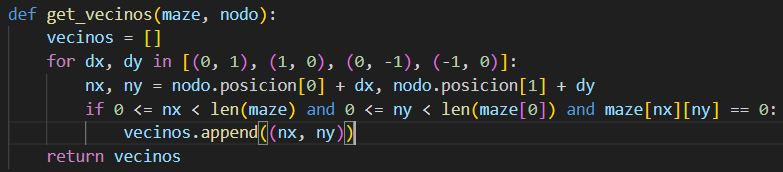 def get_vecinos(maze, nodo):
    vecinos = []
    for dx, dy in [(0, 1), (1, 0), (0, -1), (-1, 0)]:
        nx, ny = nodo.posicion[0] + dx, nodo.posicion[1] + dy
        if 0 <= nx < len(maze) and 0 <= ny < len(maze[0]) and maze[nx][ny] == 0:
            vecinos.append((nx, ny))
    return vecinos